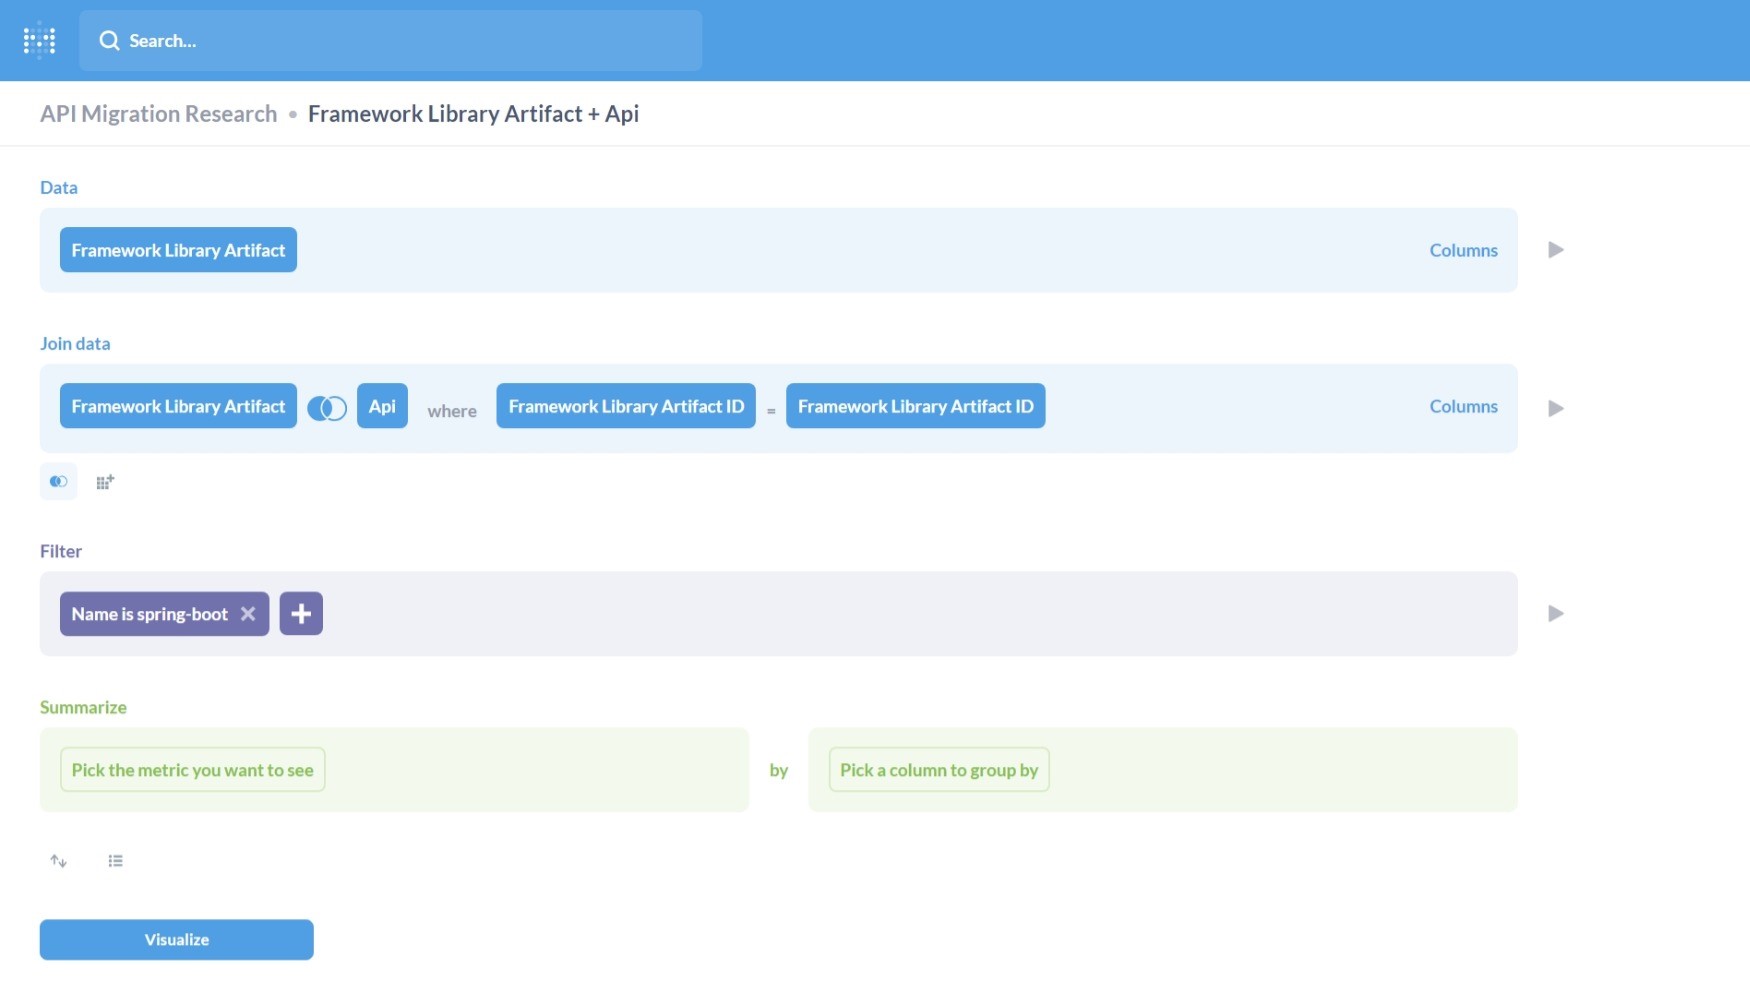 Search...
API Migration Research • Framework Library Artifact + Api
Data
Framework Library Artifact
Columns
Join data
Framework Library Artifact Api where Framework Library Artifact ID = Framework Library Artifact ID
Columns
Filter
Name is spring-boot
Summarize
Pick the metric you want to see by Pick a column to group by
Visualize